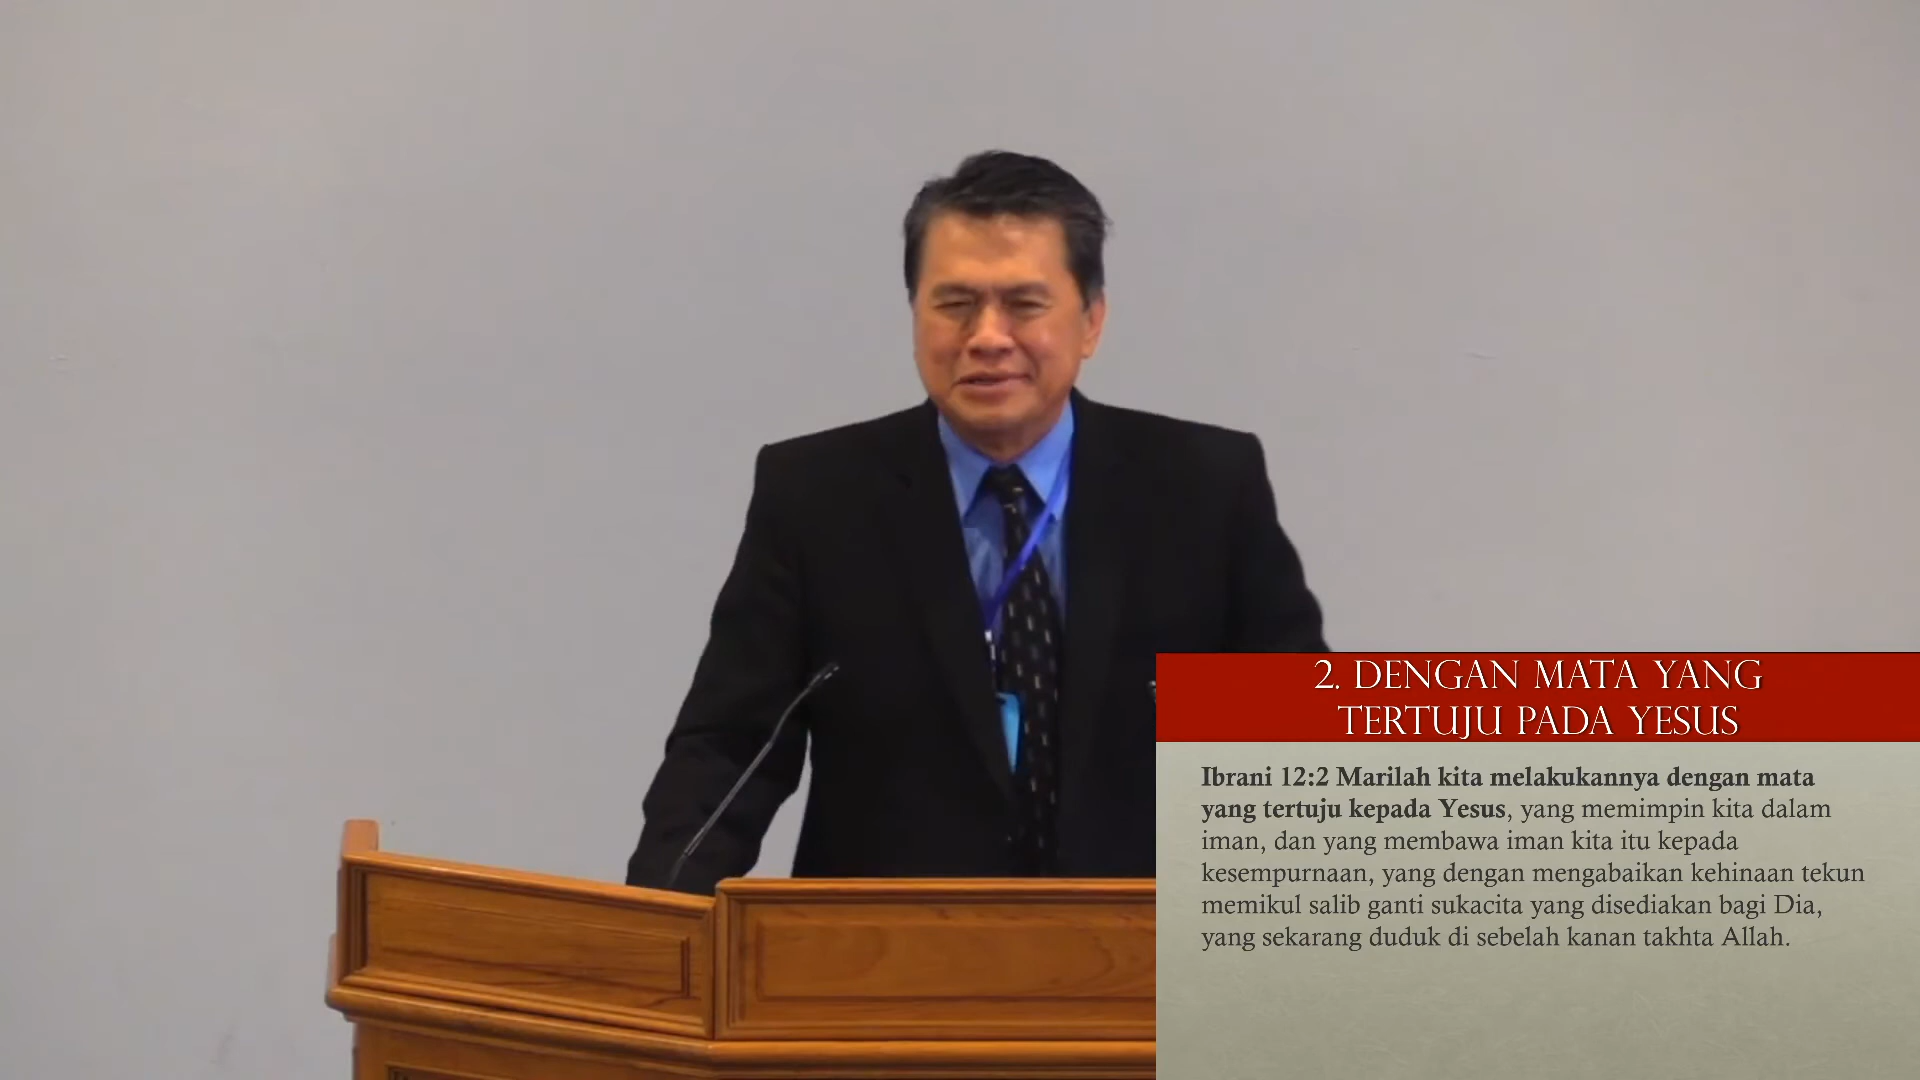 2. DENGAN MATA YANG
TERTUJU PADA YESUS
Ibrani 12:2 Marilah kita melakukannya dengan mata
yang tertuju kepada Yesus, yang memimpin kita dalam
iman, dan yang membawa iman kita itu kepada
kesempurnaan, yang dengan mengabaikan kehinaan tekun
memikul salib ganti sukacita yang disediakan bagi Dia,
yang sekarang duduk di sebelah kanan takhta Allah.